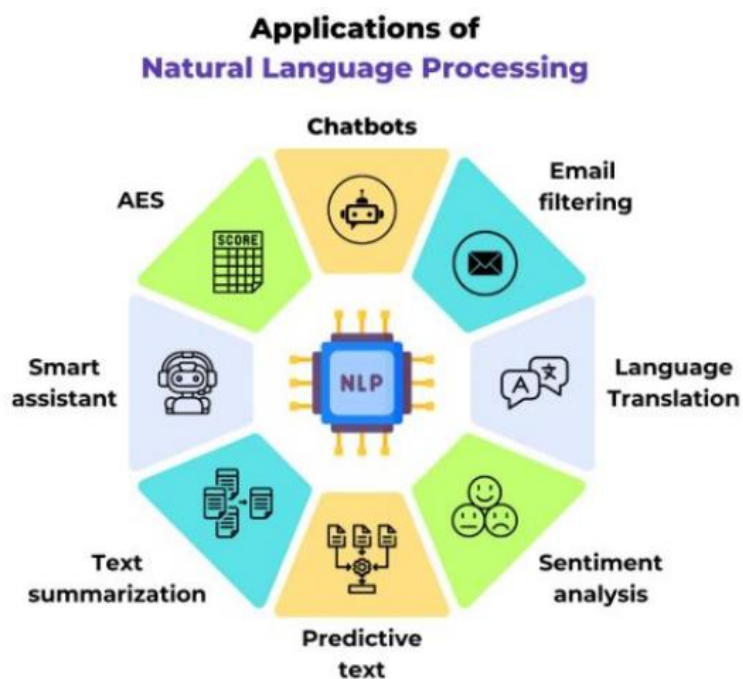 Applications of
Natural Language Processing
Chatbots
Email
filtering
AES
SCORE
Smart
assistant
NLP
A 文
Language
Translation
Text
summarization
Sentiment
analysis
Predictive
text